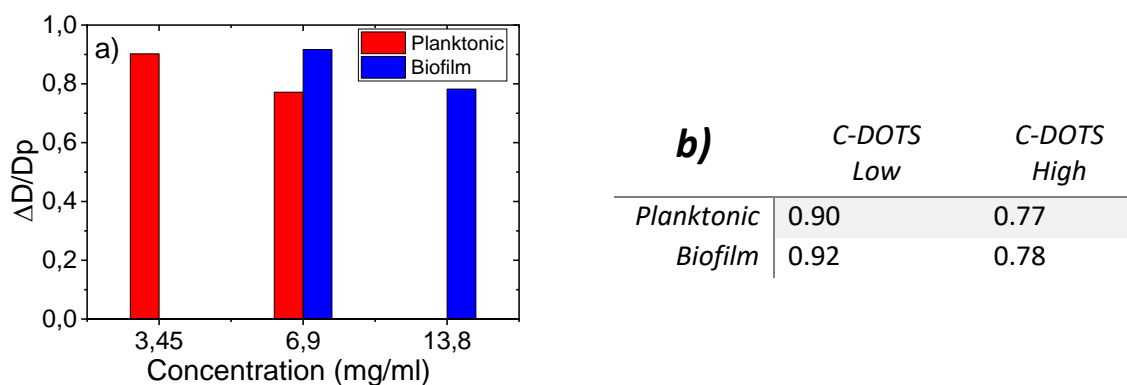 a)
Planktonic
Biofilm
1,0
0,8
0,6
0,4
0,2
0,0
ΔD/Dp
3,45 6,9 13,8
Concentration (mg/ml)
b)
C-DOTS Low C-DOTS High
Planktonic 0.90 0.77
Biofilm 0.92 0.78